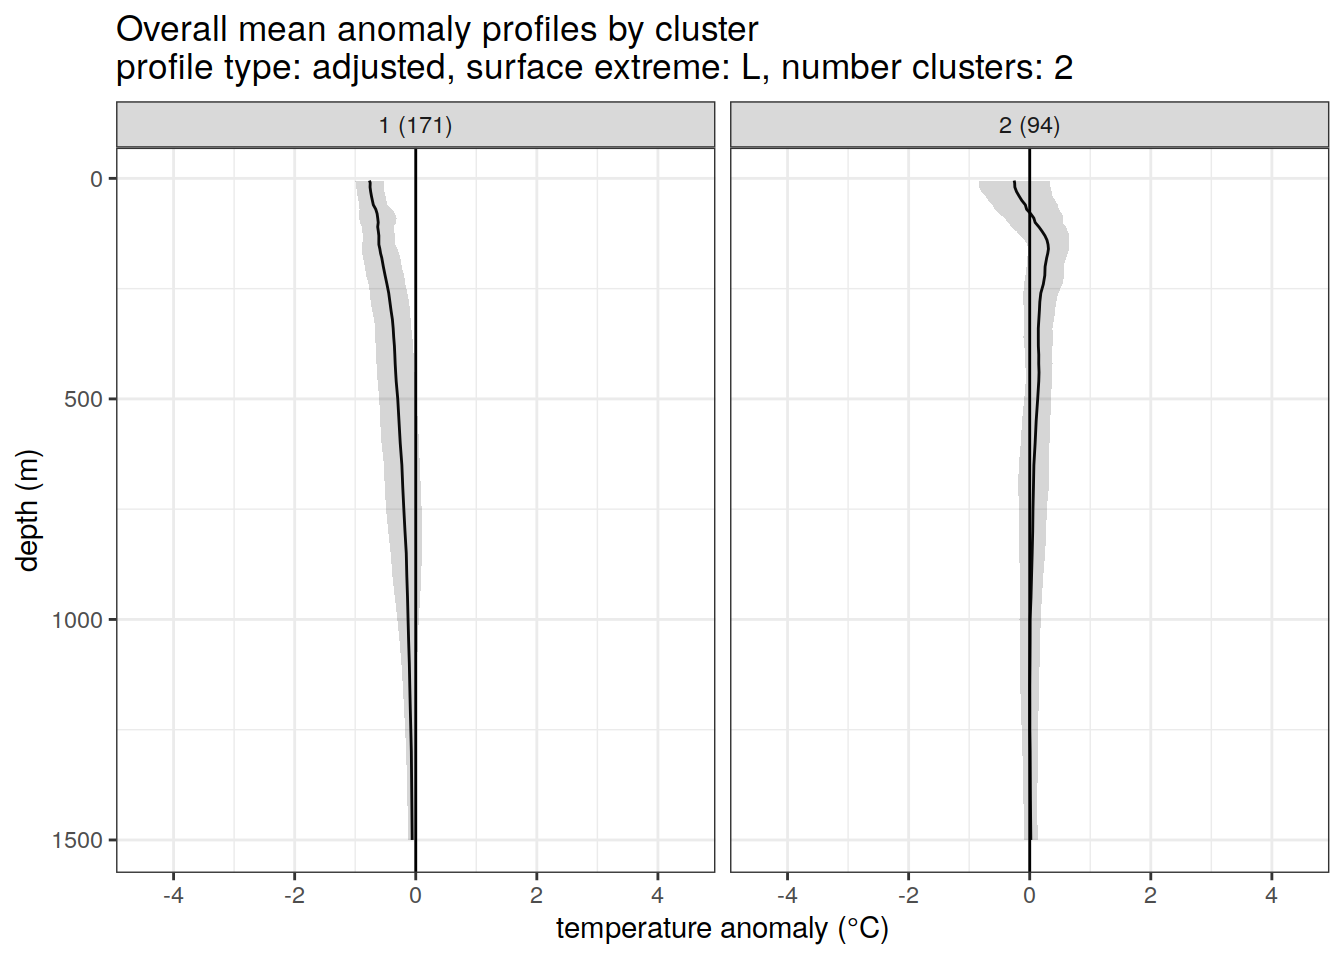 Overall mean anomaly profiles by cluster
profile type: adjusted, surface extreme: L, number clusters: 2
1 (171)
2 (94)
0
500
1000
1500
depth (m)
-4 -2 0 2 4
-4 -2 0 2 4
temperature anomaly (°C)